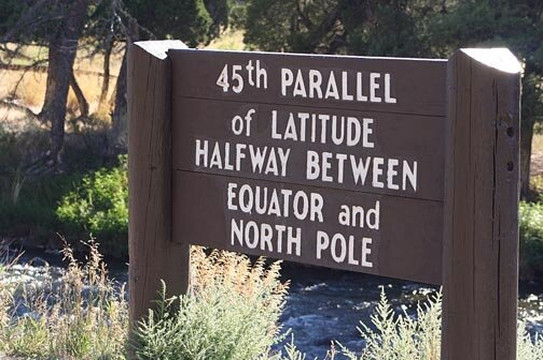 45th PARALLEL
of LATITUDE
HALFWAY BETWEEN
EQUATOR and
NORTH POLE